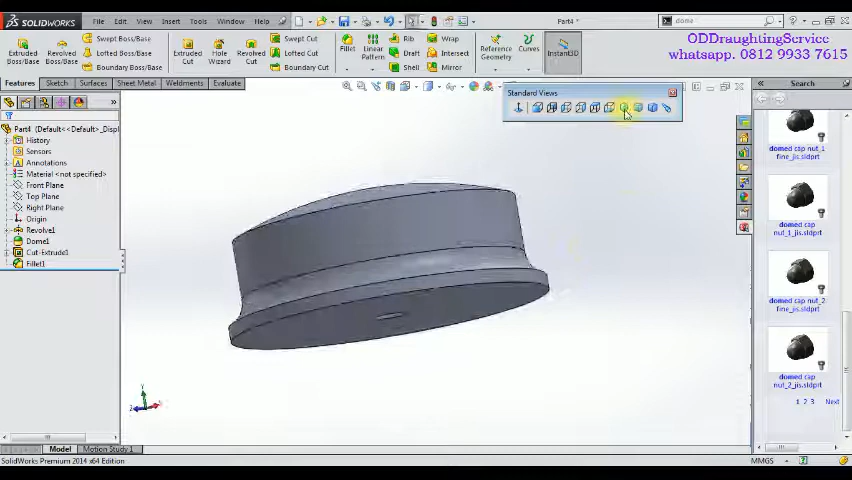 SOLIDWORKS File Edit View Insert Tools Window Help Part4 * dome
ODDraughtingService
whatsapp. 0812 9933 7615
Extruded Boss/Base
Revolved Boss/Base
Swept Boss/Base
Lofted Boss/Base
Boundary Boss/Base
Extruded Cut
Hole Wizard
Revolved Cut
Swept Cut
Lofted Cut
Boundary Cut
Fillet
Linear Pattern
Rib
Draft
Shell
Wrap
Intersect
Mirror
Reference Geometry
Curves
Instant3D
Features Sketch Surfaces Sheet Metal Weldments Evaluate
Standard Views
Search
Part4 (Default<<Default>_Displ
History
Sensors
Annotations
Material <not specified>
Front Plane
Top Plane
Right Plane
Origin
Revolve1
Dome1
Cut-Extrude1
Fillet1
domed cap
nut_1
fine_jis.sldprt
domed cap
nut_1_jis.sldprt
domed cap
nut_2
fine_jis.sldprt
domed cap
nut_2_jis.sldprt
1 2 3 Next
Y
Z
Model Motion Study 1
SolidWorks Premium 2014 x64 Edition
MMGS